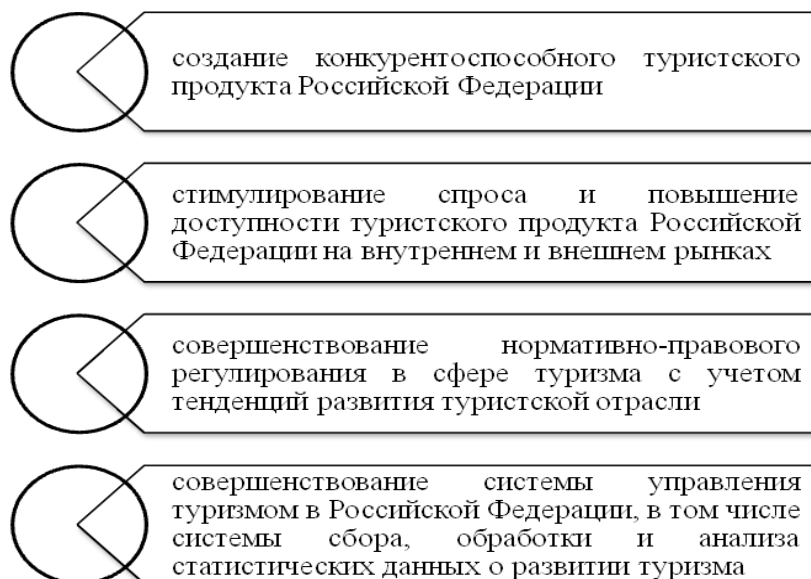 создание конкурентоспособного туристского
продукта Российской Федерации
стимулирование спроса и повышение
доступности туристского продукта Российской
Федерации на внутреннем и внешнем рынках
совершенствование нормативно-правового
регулирования в сфере туризма с учетом
тенденций развития туристской отрасли
совершенствование системы управления
туризмом в Российской Федерации, в том числе
системы сбора, обработки и анализа
статистических данных о развитии туризма